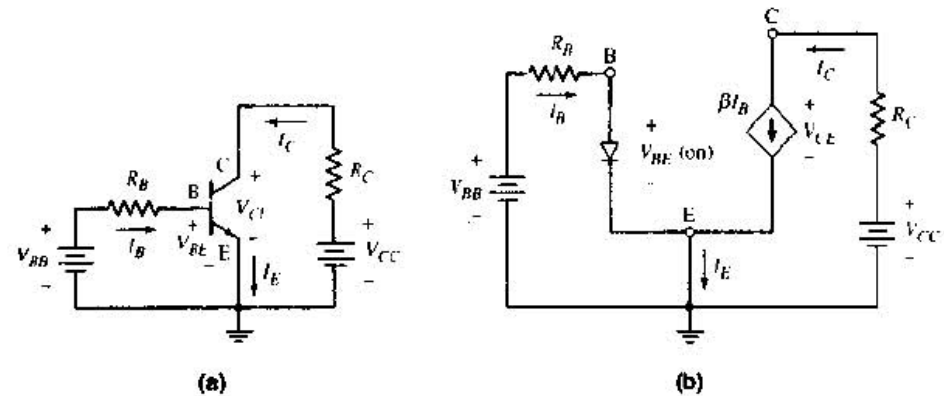 R_B
I_B
V_BB
+
−
B
C
E
+
V_BE
−
+
−
I_C
R_C
+
V_CC
−
I_E
(a)
R_B
B
I_B
+
V_BB
−
+
V_BE (on)
−
E
I_E
C
I_C
βI_B
+
V_CE
−
R_C
+
V_CC
−
(b)